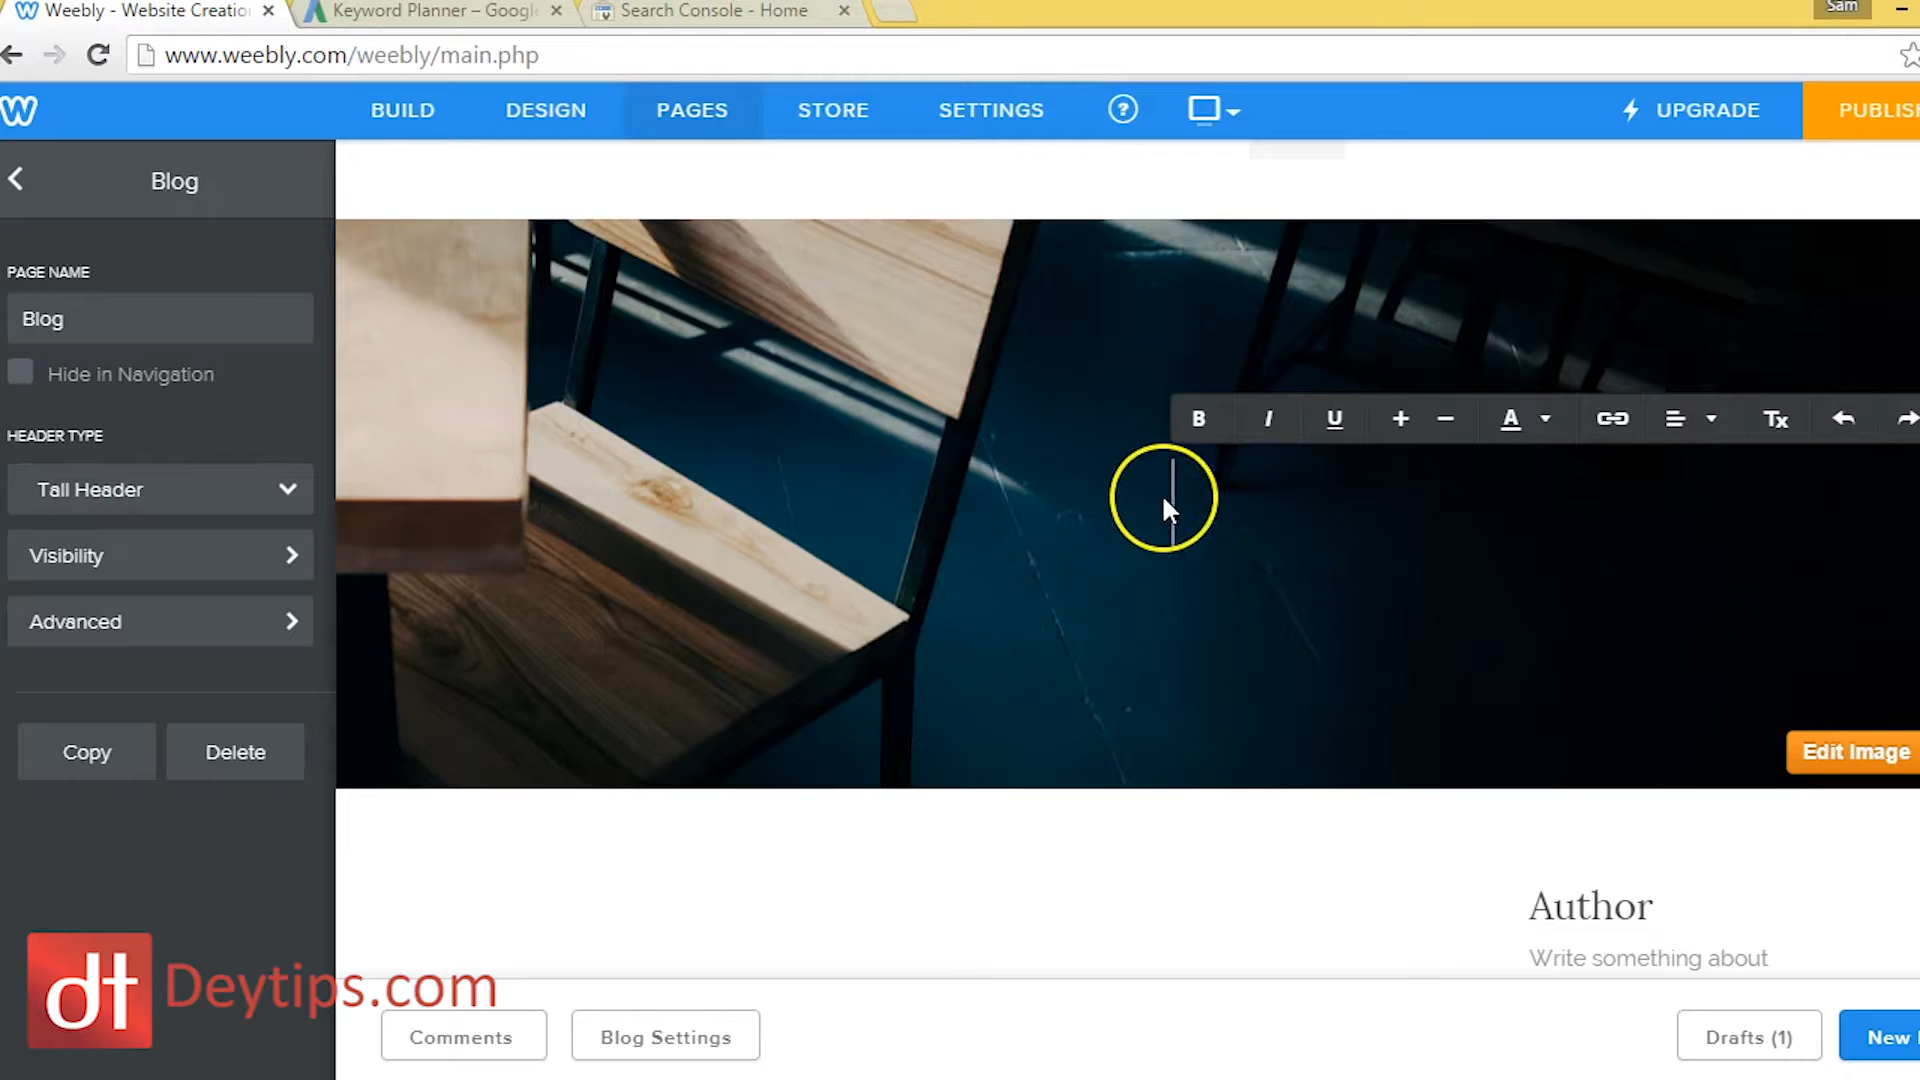 Weebly - Website Creatio
Keyword Planner – Google
Search Console - Home
Sam
www.weebly.com/weebly/main.php
BUILD
DESIGN
PAGES
STORE
SETTINGS
?
UPGRADE
PUBLIS
Blog
PAGE NAME
Blog
Hide in Navigation
HEADER TYPE
Tall Header
Visibility
Advanced
Copy
Delete
B I U + − A Tx
Edit Image
Author
Write something about
dt Deytips.com
Comments
Blog Settings
Drafts (1)
New